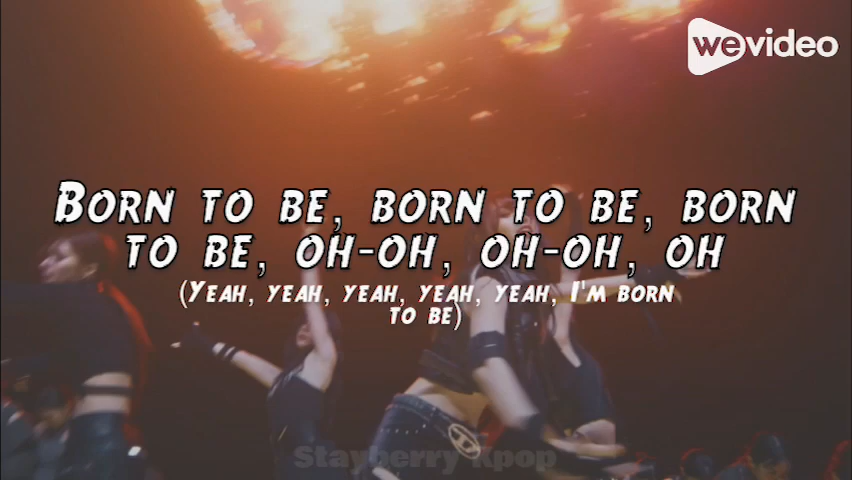 wevideo
Born to be, born to be, born
to be, oh-oh, oh-oh, oh
(Yeah, yeah, yeah, yeah, yeah, I'm born
to be)
Stayberry Kpop